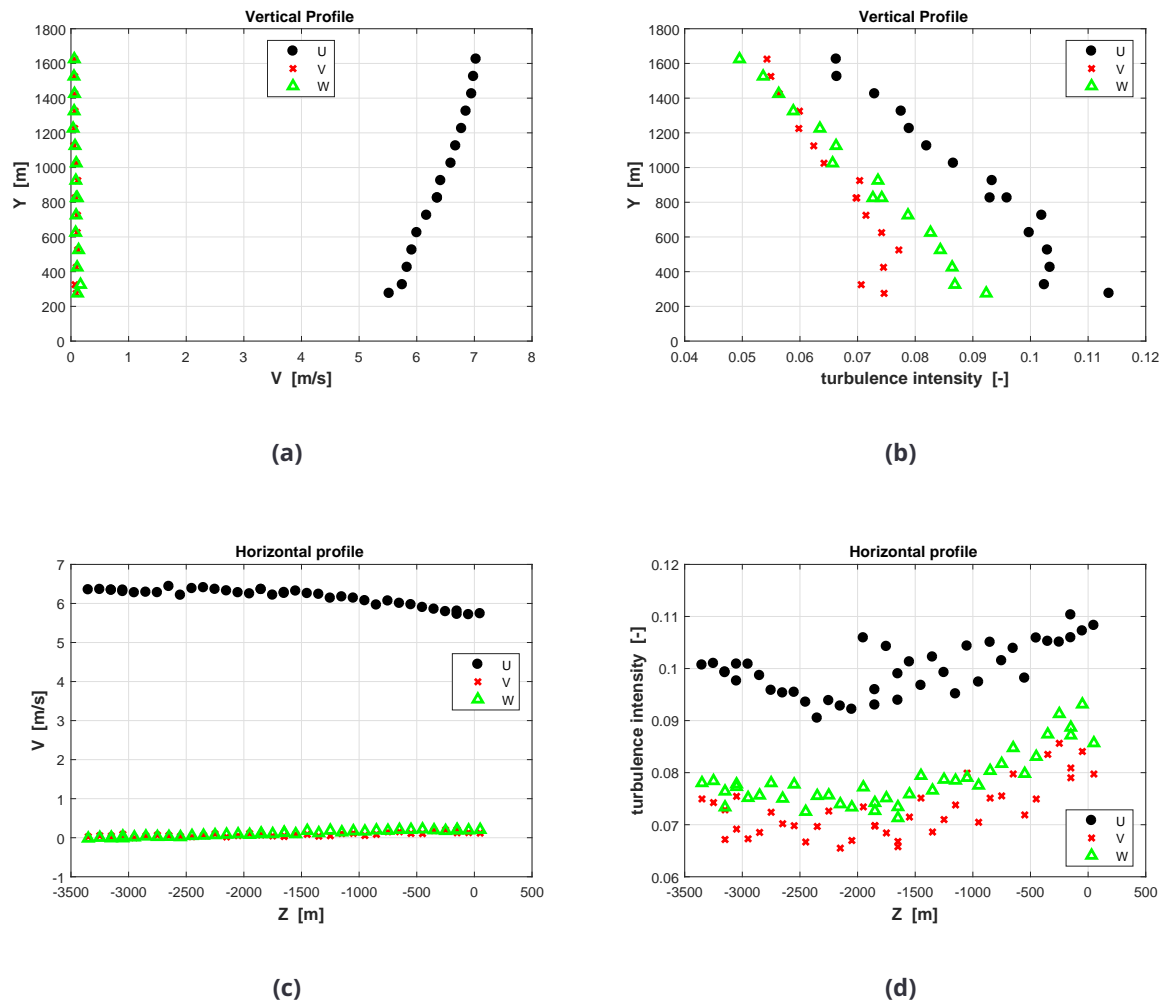 Vertical Profile
1800
1600
1400
1200
1000
800
600
400
200
0
Y [m]
0 1 2 3 4 5 6 7 8
V [m/s]
U
V
W
(a)
Vertical Profile
1800
1600
1400
1200
1000
800
600
400
200
0
Y [m]
0.04 0.05 0.06 0.07 0.08 0.09 0.1 0.11 0.12
turbulence intensity [-]
U
V
W
(b)
Horizontal profile
7
6
5
4
3
2
1
0
-1
V [m/s]
-3500 -3000 -2500 -2000 -1500 -1000 -500 0 500
Z [m]
U
V
W
(c)
Horizontal profile
0.12
0.11
0.1
0.09
0.08
0.07
0.06
turbulence intensity [-]
-3500 -3000 -2500 -2000 -1500 -1000 -500 0 500
Z [m]
U
V
W
(d)